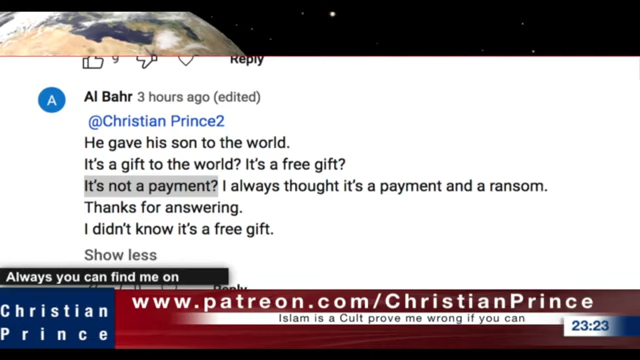 9
Reply
A
Al Bahr 3 hours ago (edited)
@Christian Prince2
He gave his son to the world.
It's a gift to the world? It's a free gift?
It's not a payment? I always thought it's a payment and a ransom.
Thanks for answering.
I didn't know it's a free gift.
Show less
Reply
Always you can find me on
Christian
Prince
www.patreon.com/ChristianPrince
Islam is a Cult prove me wrong if you can
23:23